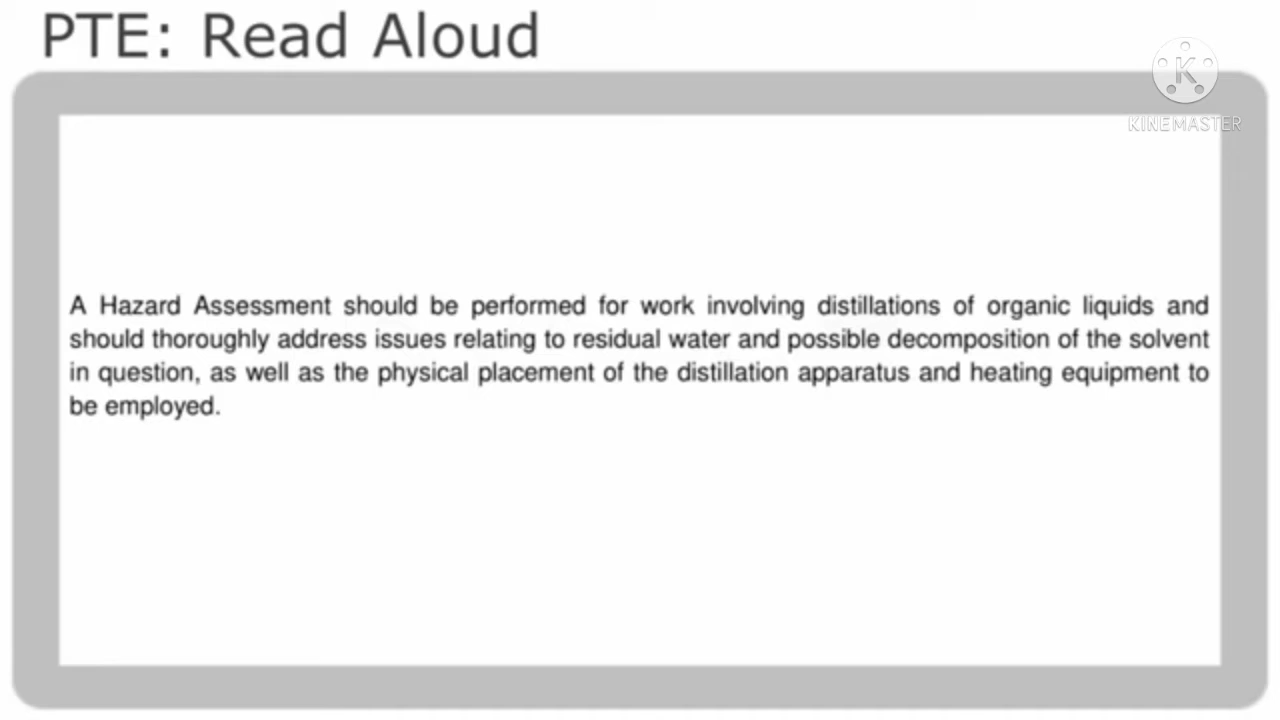 PTE: Read Aloud
KINEMASTER
A Hazard Assessment should be performed for work involving distillations of organic liquids and
should thoroughly address issues relating to residual water and possible decomposition of the solvent
in question, as well as the physical placement of the distillation apparatus and heating equipment to
be employed.